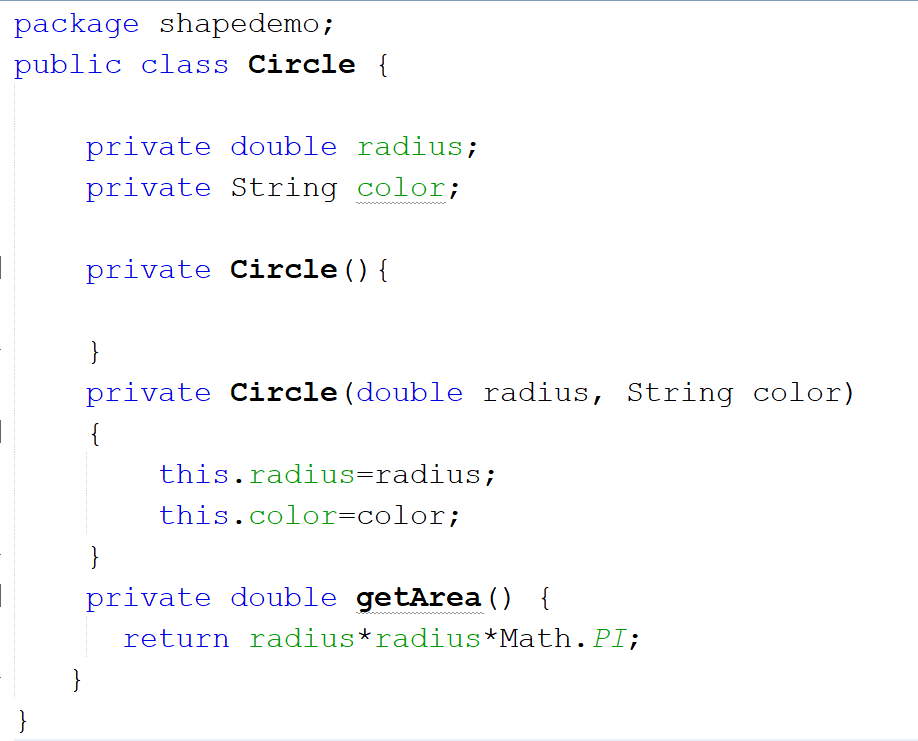 package shapedemo;
public class Circle {
private double radius;
private String color;
private Circle(){
}
private Circle(double radius, String color)
{
this.radius=radius;
this.color=color;
}
private double getArea() {
return radius*radius*Math.PI;
}
}